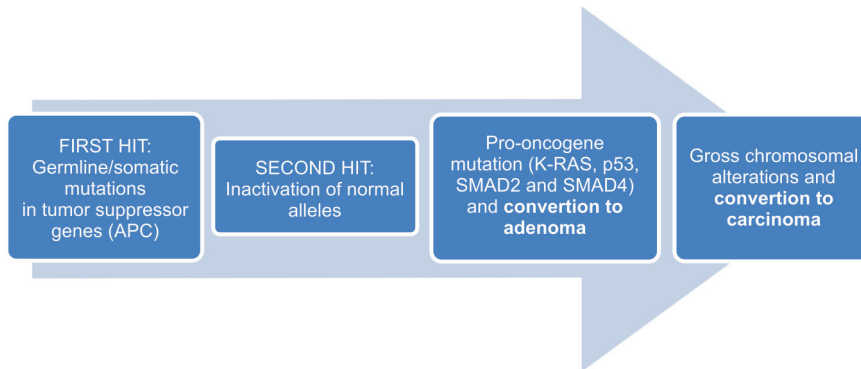 FIRST HIT:
Germline/somatic
mutations
in tumor suppressor
genes (APC)
SECOND HIT:
Inactivation of normal
alleles
Pro-oncogene
mutation (K-RAS, p53,
SMAD2 and SMAD4)
and convertion to
adenoma
Gross chromosomal
alterations and
convertion to
carcinoma